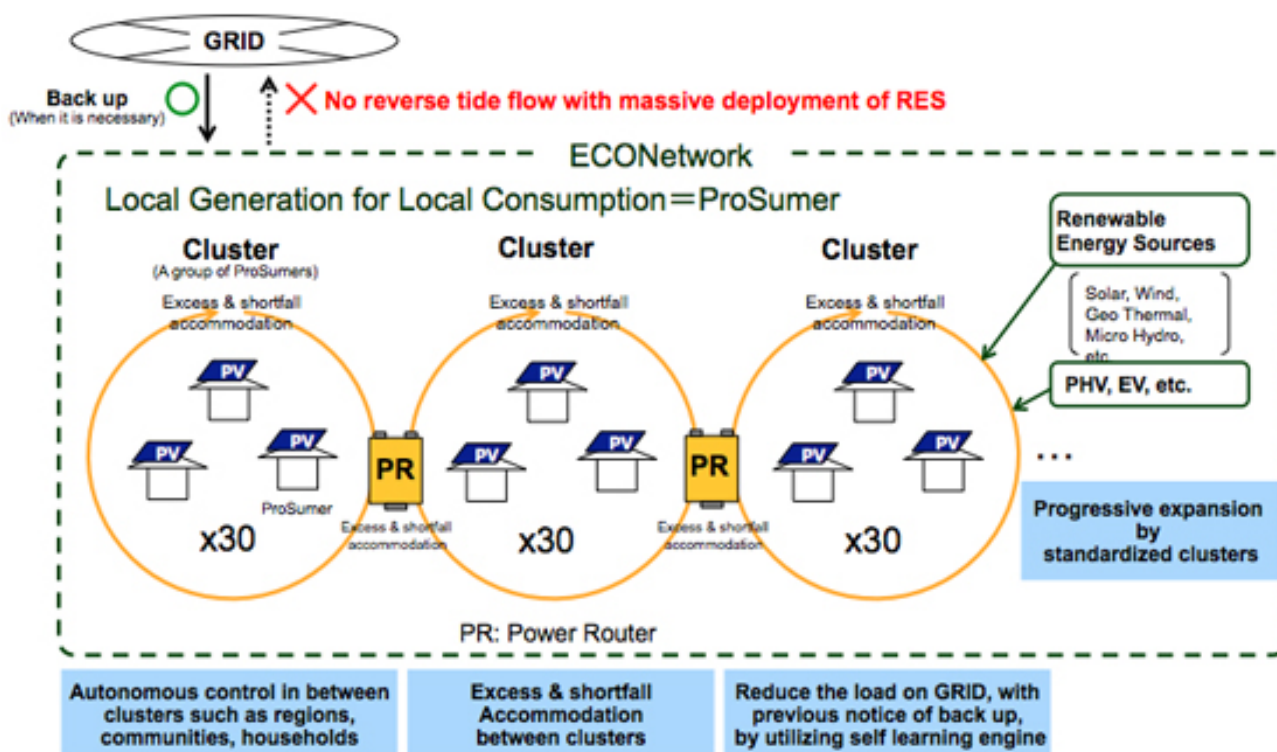 GRID
Back up
(When it is necessary)
No reverse tide flow with massive deployment of RES
ECONetwork
Local Generation for Local Consumption＝ProSumer
Cluster
(A group of ProSumers)
Excess & shortfall
accommodation
PV
PV
PV
ProSumer
x30
PR
Excess & shortfall
accommodation
Cluster
Excess & shortfall
accommodation
PV
PV
PV
x30
PR
Excess & shortfall
accommodation
Cluster
Excess & shortfall
accommodation
PV
PV
PV
x30
Renewable
Energy Sources
Solar, Wind,
Geo Thermal,
Micro Hydro,
etc.
PHV, EV, etc.
...
Progressive expansion
by
standardized clusters
PR: Power Router
Autonomous control in between
clusters such as regions,
communities, households
Excess & shortfall
Accommodation
between clusters
Reduce the load on GRID, with
previous notice of back up,
by utilizing self learning engine